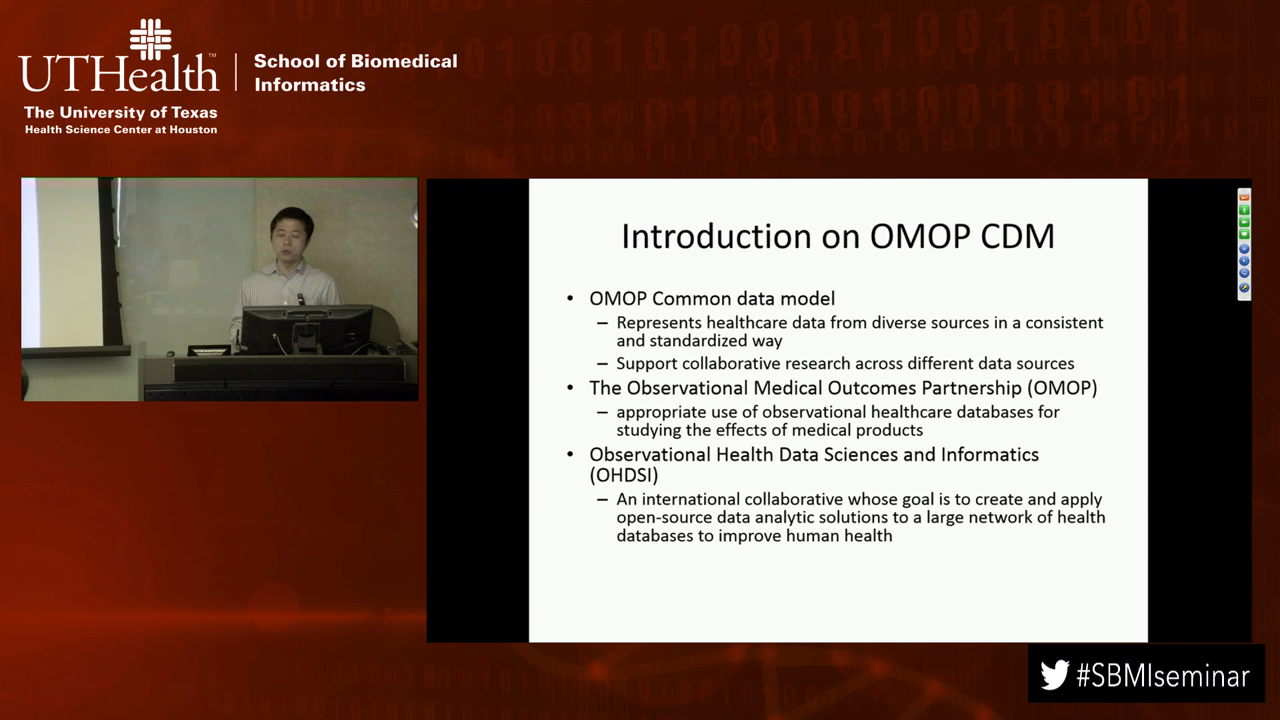 UTHealth™
The University of Texas
Health Science Center at Houston
School of Biomedical
Informatics
Introduction on OMOP CDM
• OMOP Common data model
– Represents healthcare data from diverse sources in a consistent
and standardized way
– Support collaborative research across different data sources
• The Observational Medical Outcomes Partnership (OMOP)
– appropriate use of observational healthcare databases for
studying the effects of medical products
• Observational Health Data Sciences and Informatics
(OHDSI)
– An international collaborative whose goal is to create and apply
open-source data analytic solutions to a large network of health
databases to improve human health
#SBMIseminar